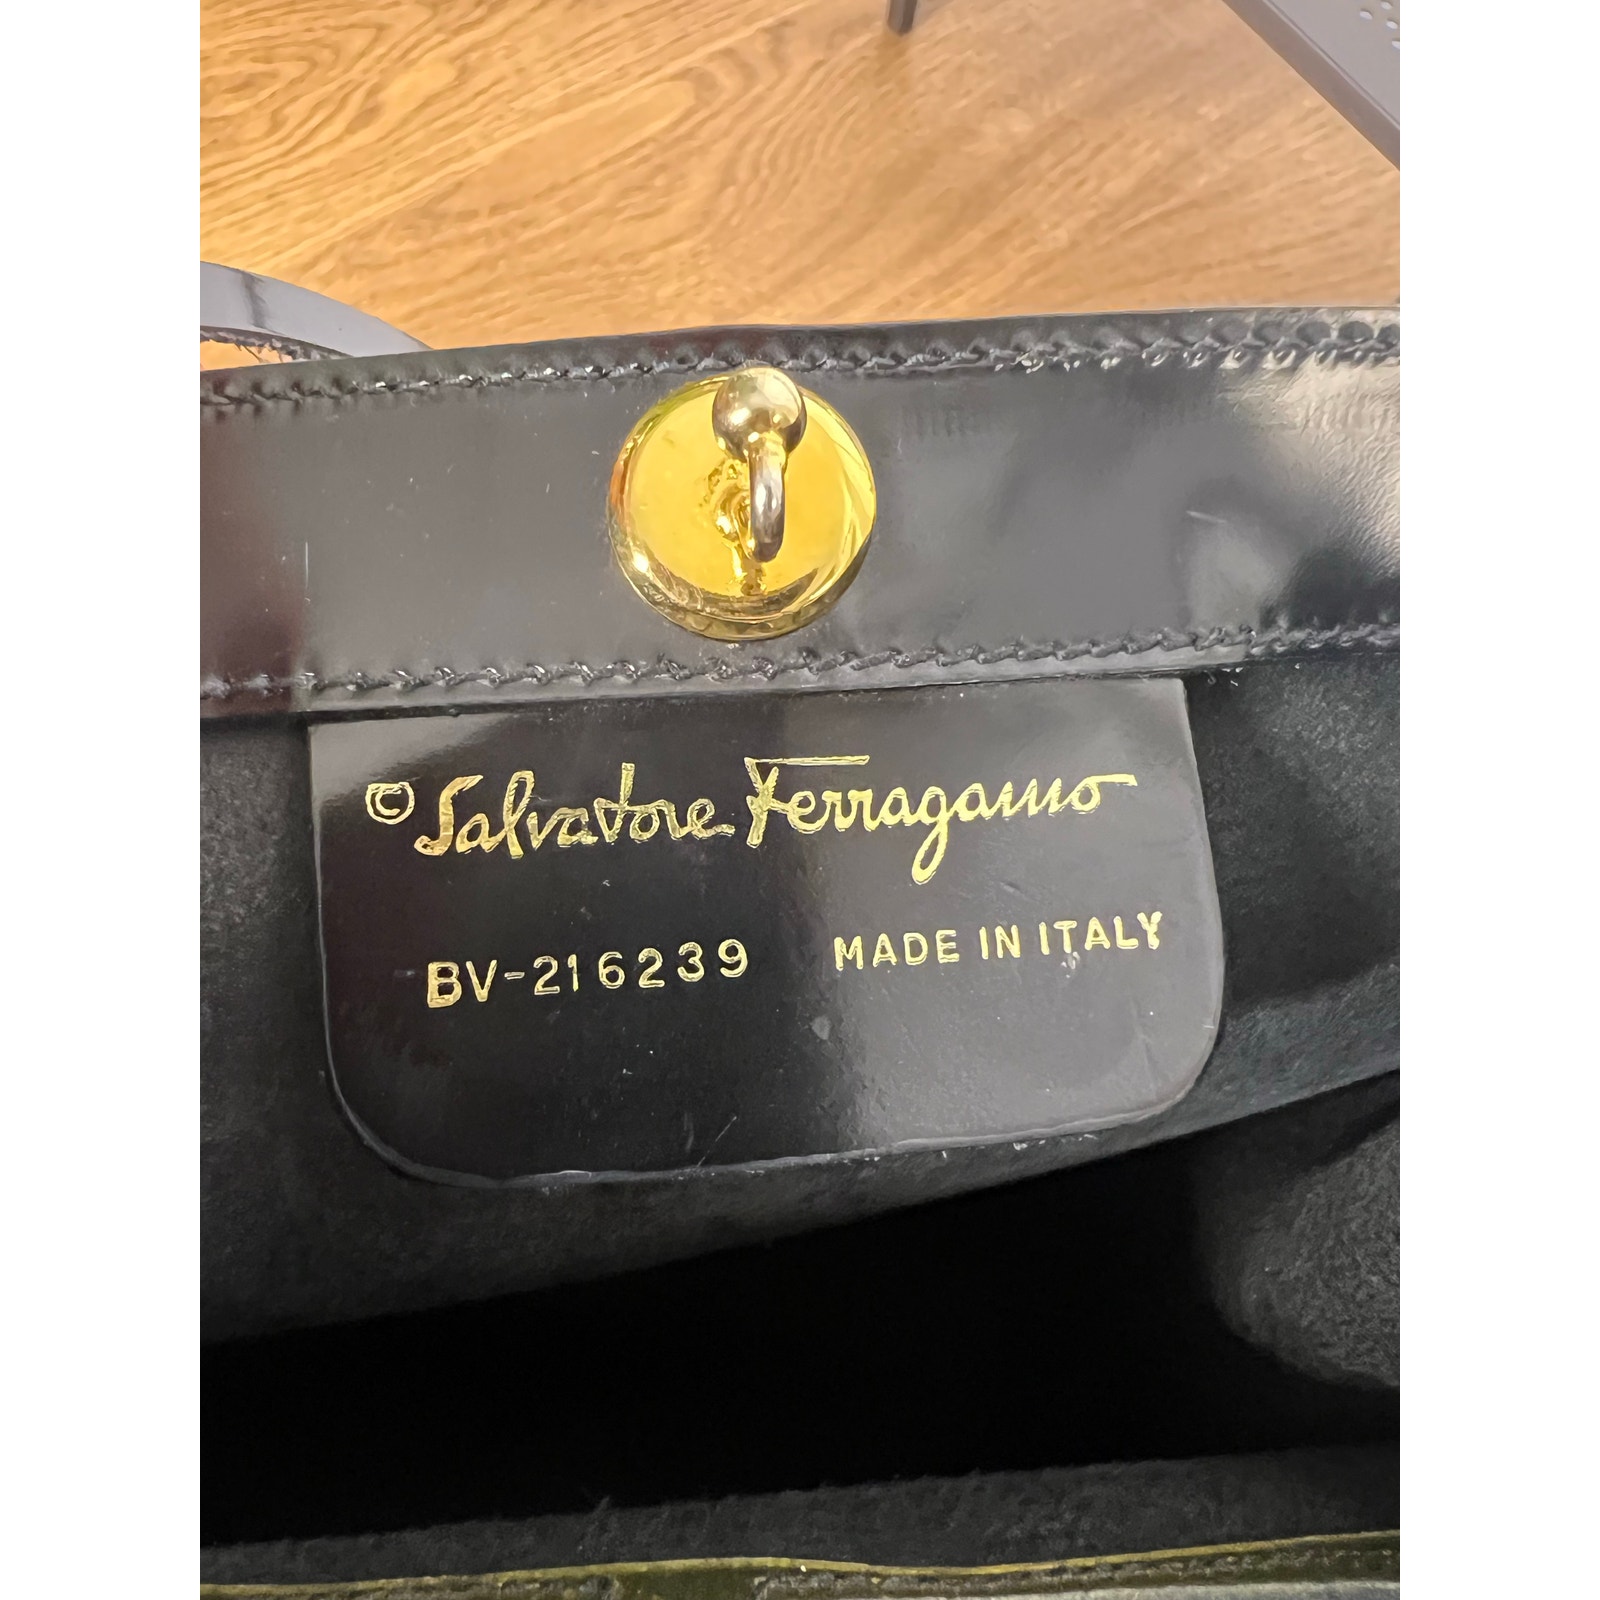 © Salvatore Ferragamo
BV-216239 MADE IN ITALY